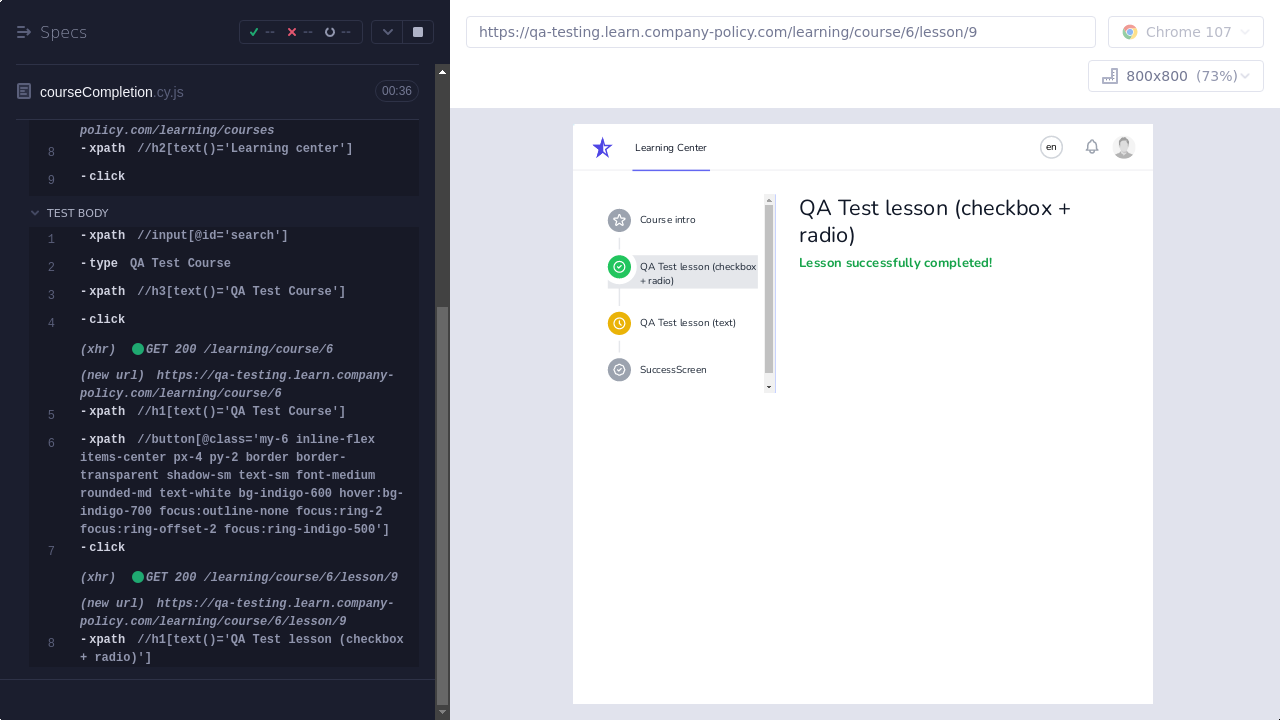 Specs
--
--
--
courseCompletion.cy.js
00:36
policy.com/learning/courses
8 -xpath //h2[text()='Learning center']
9 -click
TEST BODY
1 -xpath //input[@id='search']
2 -type QA Test Course
3 -xpath //h3[text()='QA Test Course']
4 -click
(xhr) GET 200 /learning/course/6
(new url) https://qa-testing.learn.company-
policy.com/learning/course/6
5 -xpath //h1[text()='QA Test Course']
6 -xpath //button[@class='my-6 inline-flex
items-center px-4 py-2 border border-
transparent shadow-sm text-sm font-medium
rounded-md text-white bg-indigo-600 hover:bg-
indigo-700 focus:outline-none focus:ring-2
focus:ring-offset-2 focus:ring-indigo-500']
7 -click
(xhr) GET 200 /learning/course/6/lesson/9
(new url) https://qa-testing.learn.company-
policy.com/learning/course/6/lesson/9
8 -xpath //h1[text()='QA Test lesson (checkbox
+ radio)']
https://qa-testing.learn.company-policy.com/learning/course/6/lesson/9
Chrome 107
800x800 (73%)
Learning Center
en
Course intro
QA Test lesson (checkbox
+ radio)
QA Test lesson (text)
SuccessScreen
QA Test lesson (checkbox +
radio)
Lesson successfully completed!